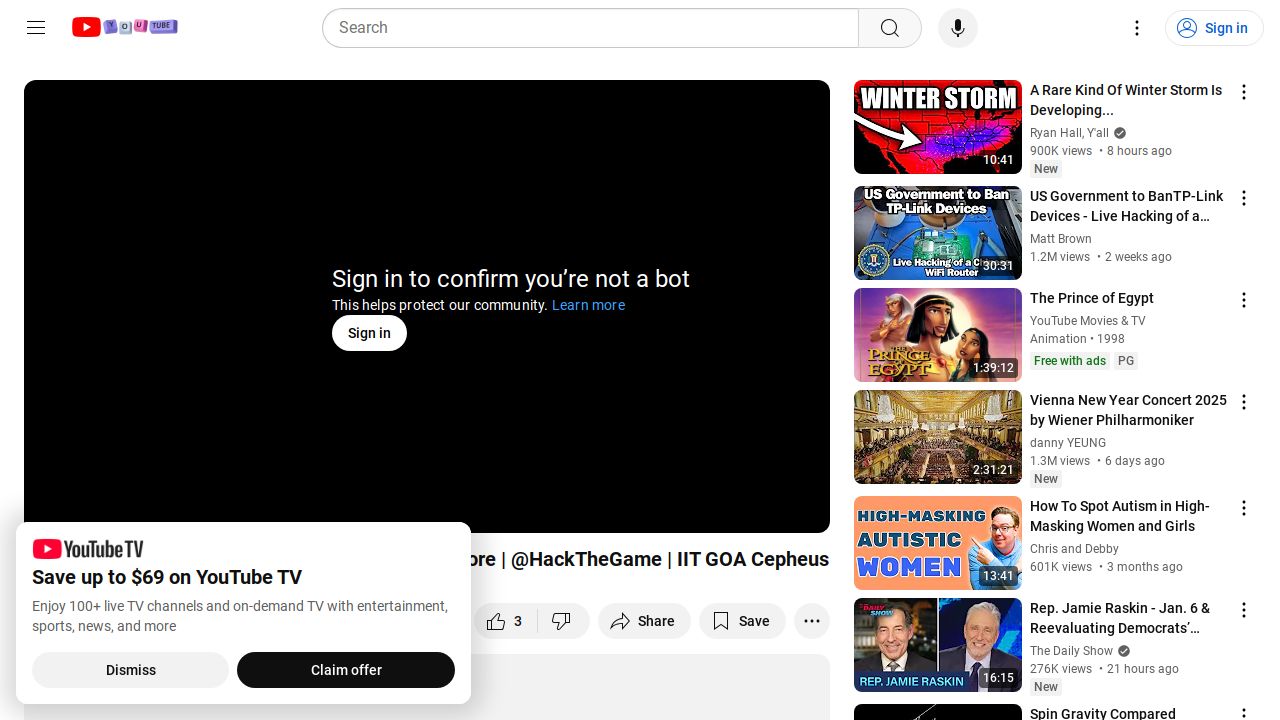 YOUTUBE
Search
Sign in
Sign in to confirm you’re not a bot
This helps protect our community. Learn more
Sign in
ore | @HackTheGame | IIT GOA Cepheus
3
Share
Save
YouTube TV
Save up to $69 on YouTube TV
Enjoy 100+ live TV channels and on-demand TV with entertainment,
sports, news, and more
Dismiss
Claim offer
WINTER STORM
10:41
A Rare Kind Of Winter Storm Is
Developing...
Ryan Hall, Y'all
900K views • 8 hours ago
New
US Government to Ban
TP-Link Devices
Live Hacking of a
WiFi Router
30:31
US Government to BanTP-Link
Devices - Live Hacking of a…
Matt Brown
1.2M views • 2 weeks ago
THE
PRINCE OF
EGYPT
1:39:12
The Prince of Egypt
YouTube Movies & TV
Animation • 1998
Free with ads
PG
2:31:21
Vienna New Year Concert 2025
by Wiener Philharmoniker
danny YEUNG
1.3M views • 6 days ago
New
HIGH-MASKING
AUTISTIC
WOMEN
13:41
How To Spot Autism in High-
Masking Women and Girls
Chris and Debby
601K views • 3 months ago
THE
DAILY
SHOW
REP. JAMIE RASKIN
16:15
Rep. Jamie Raskin - Jan. 6 &
Reevaluating Democrats’…
The Daily Show
276K views • 21 hours ago
New
Spin Gravity Compared